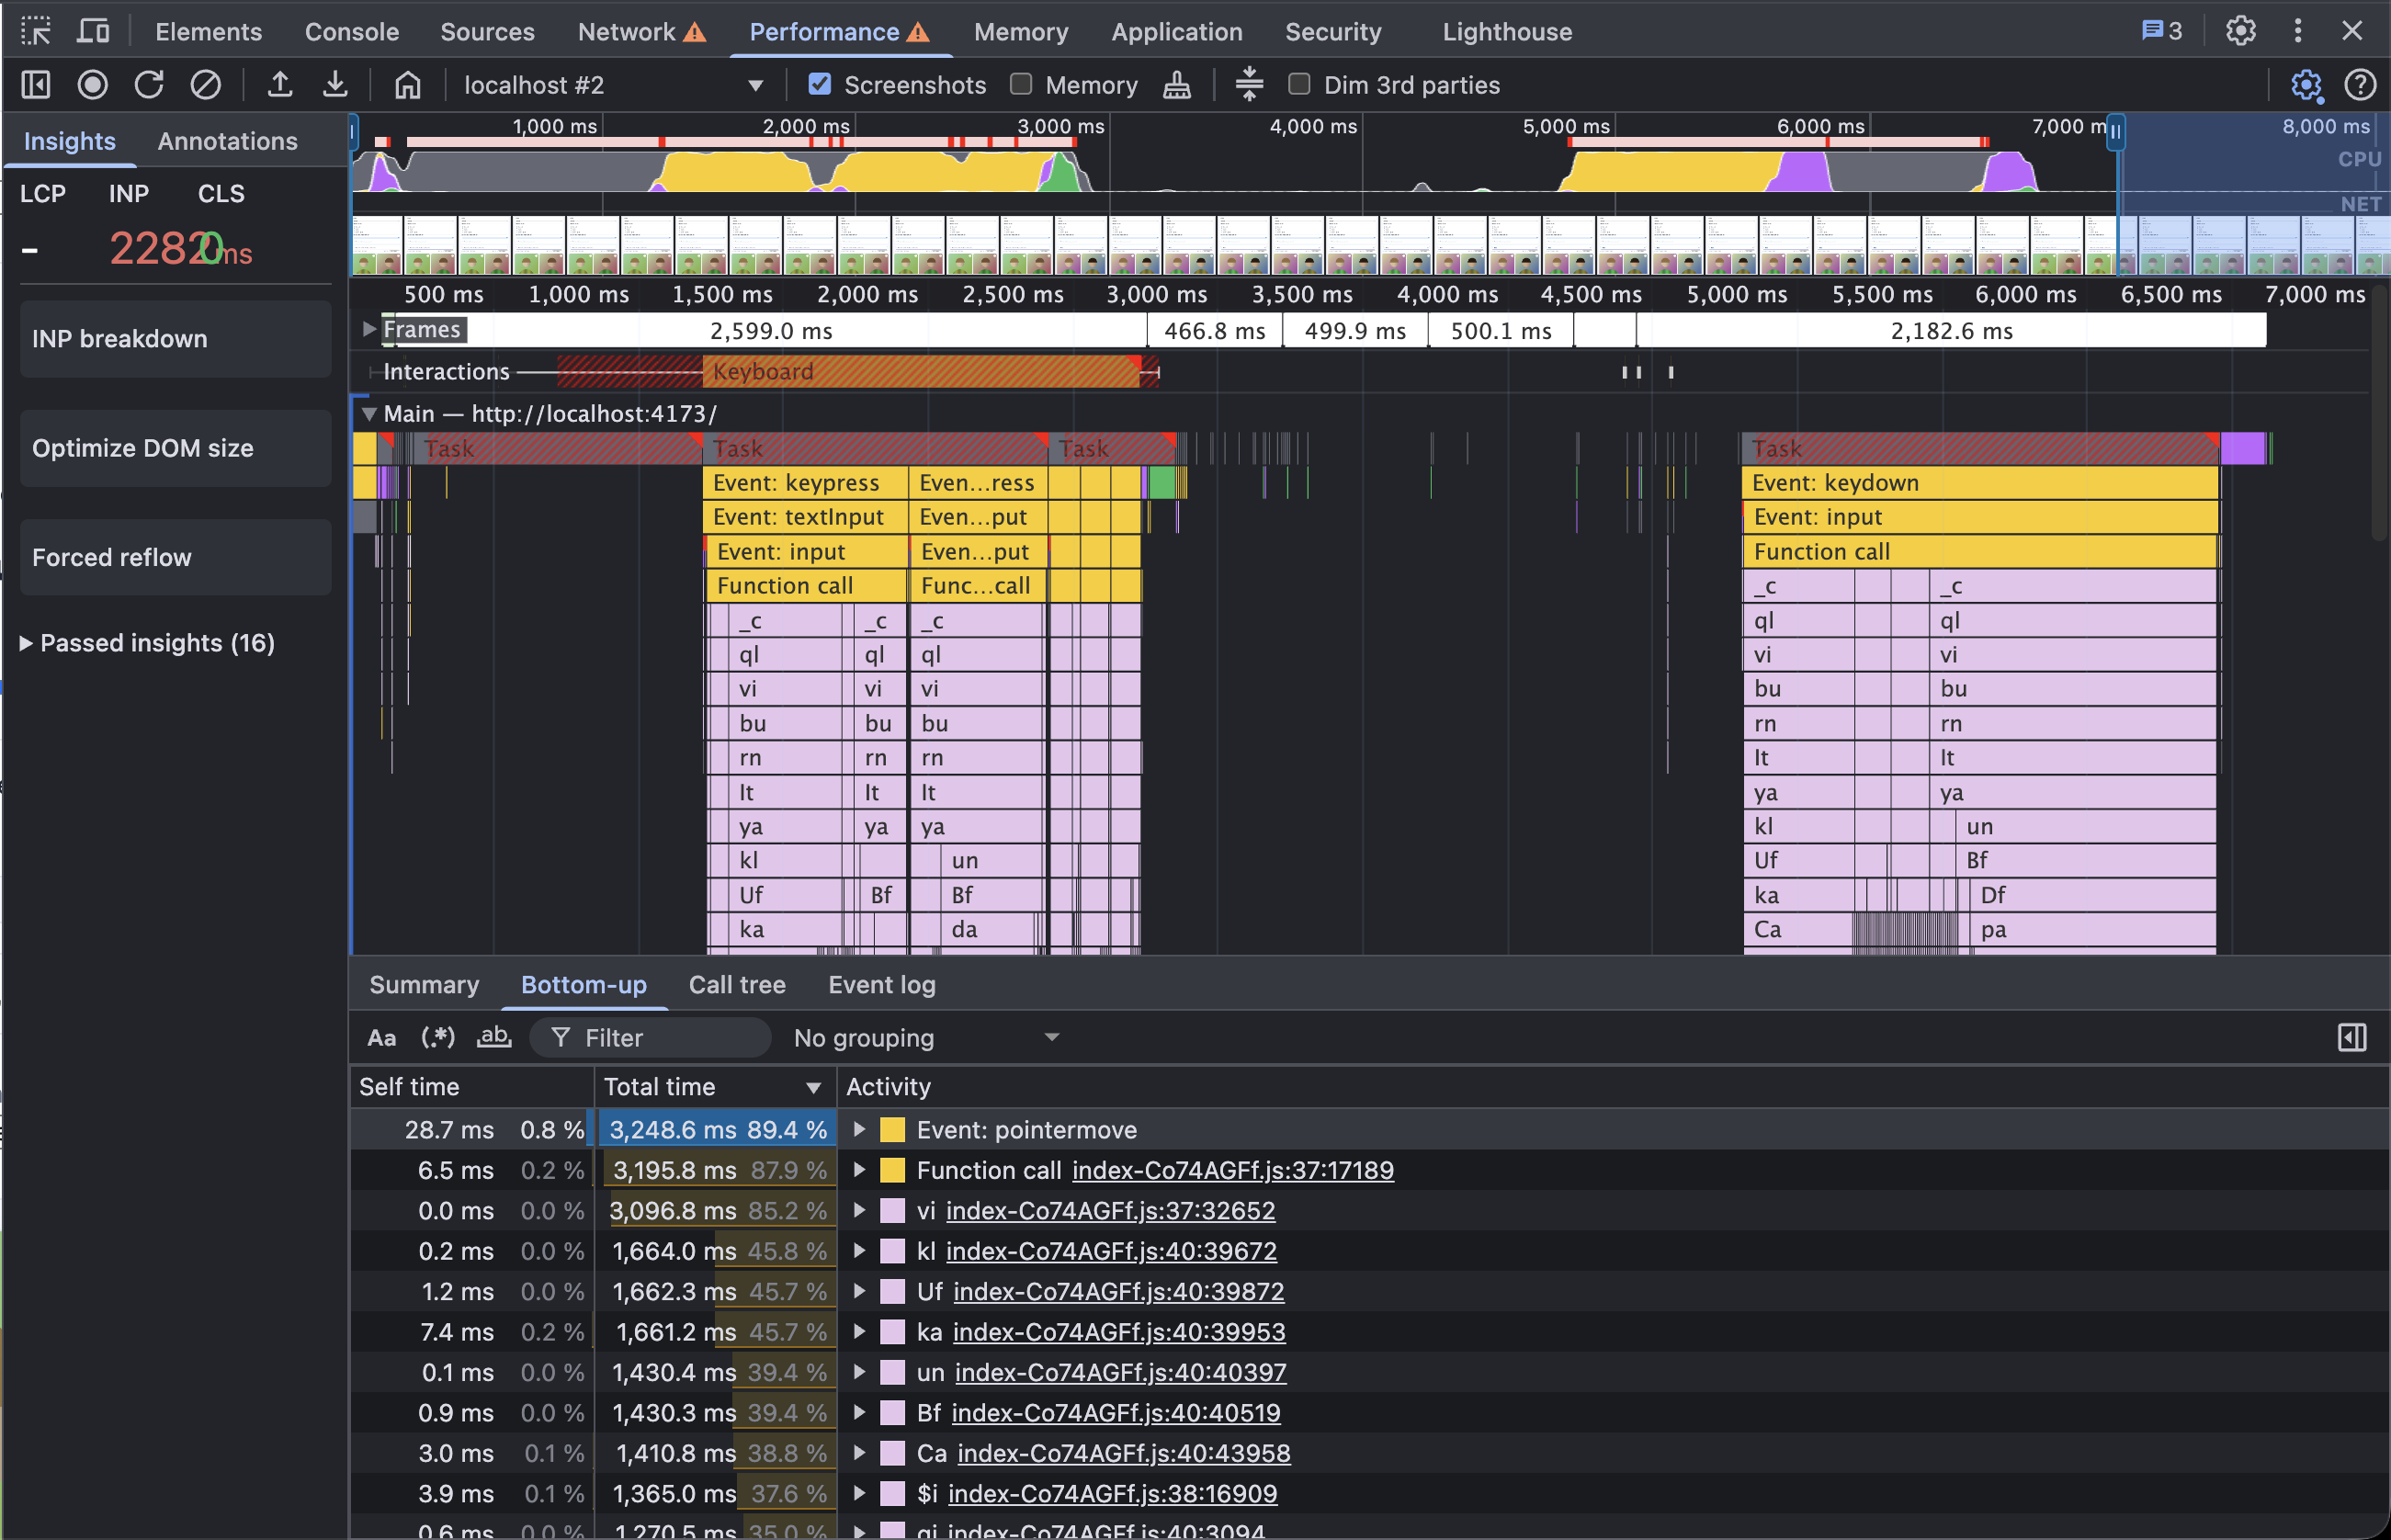 Elements Console Sources Network Performance Memory Application Security Lighthouse 3
localhost #2 Screenshots Memory Dim 3rd parties
Insights Annotations
LCP INP CLS
- 2282 ms 0
INP breakdown
Optimize DOM size
Forced reflow
Passed insights (16)
1,000 ms 2,000 ms 3,000 ms 4,000 ms 5,000 ms 6,000 ms 7,000 m 8,000 ms
CPU
NET
500 ms 1,000 ms 1,500 ms 2,000 ms 2,500 ms 3,000 ms 3,500 ms 4,000 ms 4,500 ms 5,000 ms 5,500 ms 6,000 ms 6,500 ms 7,000 ms
Frames 2,599.0 ms 466.8 ms 499.9 ms 500.1 ms 2,182.6 ms
Interactions Keyboard
Main — http://localhost:4173/
Task Task Task Task
Event: keypress Even...ress Event: keydown
Event: textInput Even...put Event: input
Event: input Even...put Function call
Function call Func...call _c _c
_c _c _c ql ql
ql ql ql vi vi
vi vi vi bu bu
bu bu bu rn rn
rn rn rn lt lt
lt lt lt ya ya
ya ya ya kl un
kl un Uf Bf
Uf Bf Bf ka Df
ka da Ca pa
Summary Bottom-up Call tree Event log
Aa (.*) ab Filter No grouping
Self time Total time Activity
28.7 ms 0.8 % 3,248.6 ms 89.4 % Event: pointermove
6.5 ms 0.2 % 3,195.8 ms 87.9 % Function call index-Co74AGFf.js:37:17189
0.0 ms 0.0 % 3,096.8 ms 85.2 % vi index-Co74AGFf.js:37:32652
0.2 ms 0.0 % 1,664.0 ms 45.8 % kl index-Co74AGFf.js:40:39672
1.2 ms 0.0 % 1,662.3 ms 45.7 % Uf index-Co74AGFf.js:40:39872
7.4 ms 0.2 % 1,661.2 ms 45.7 % ka index-Co74AGFf.js:40:39953
0.1 ms 0.0 % 1,430.4 ms 39.4 % un index-Co74AGFf.js:40:40397
0.9 ms 0.0 % 1,430.3 ms 39.4 % Bf index-Co74AGFf.js:40:40519
3.0 ms 0.1 % 1,410.8 ms 38.8 % Ca index-Co74AGFf.js:40:43958
3.9 ms 0.1 % 1,365.0 ms 37.6 % $i index-Co74AGFf.js:38:16909
0.6 ms 0.0 % 1,270.5 ms 35.0 % index-Co74AGFf.js:40:3094